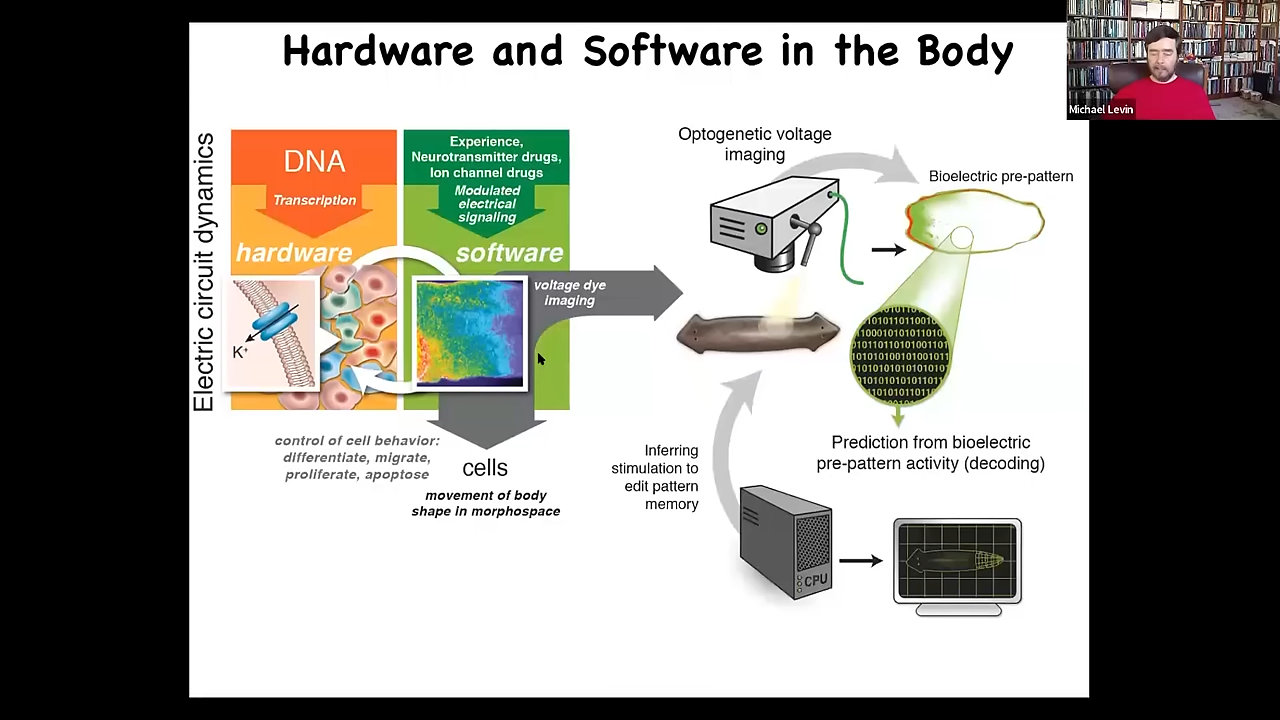 Hardware and Software in the Body
Michael Levin
Electric circuit dynamics
DNA
Transcription
hardware
K+
Experience,
Neurotransmitter drugs,
Ion channel drugs
Modulated
electrical
signaling
software
voltage dye
imaging
control of cell behavior:
differentiate, migrate,
proliferate, apoptose
cells
movement of body
shape in morphospace
Optogenetic voltage
imaging
Bioelectric pre-pattern
Prediction from bioelectric
pre-pattern activity (decoding)
Inferring
stimulation to
edit pattern
memory
CPU